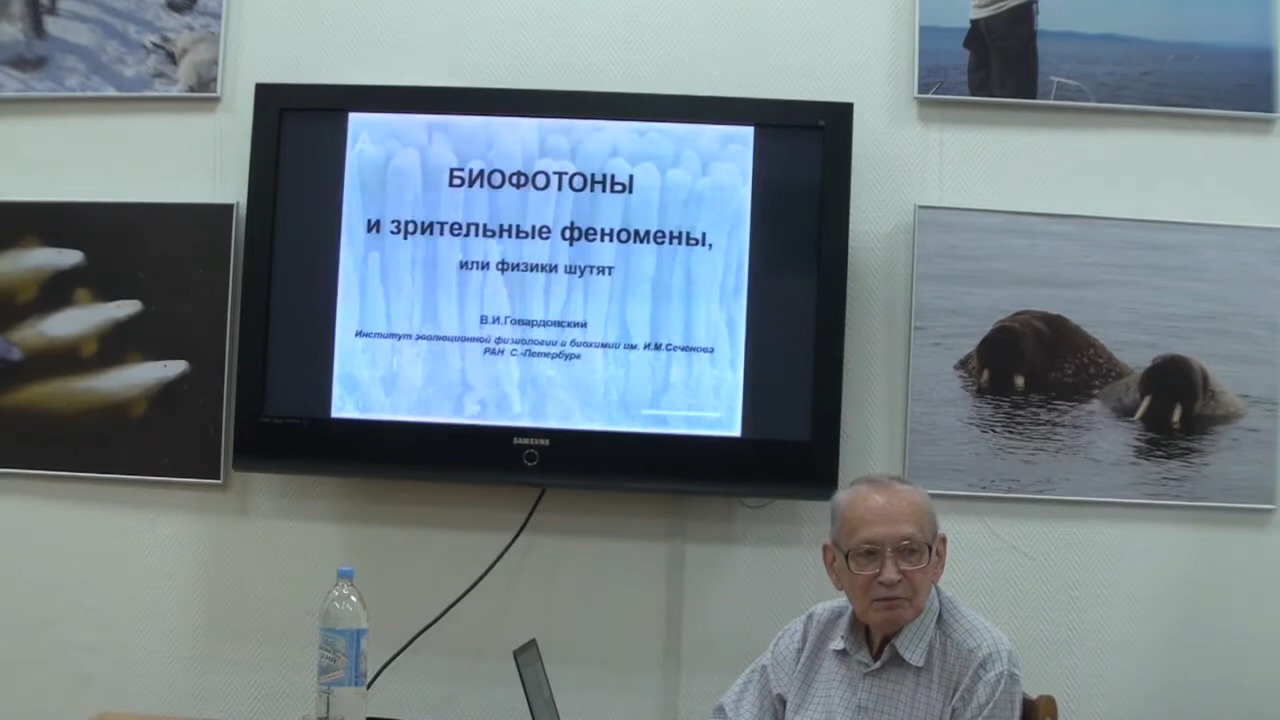 БИОФОТОНЫ
и зрительные феномены,
или физики шутят
В.И.Говардовский
Институт эволюционной физиологии и биохимии им. И.М.Сеченова
РАН С.-Петербург
SAMSUNG